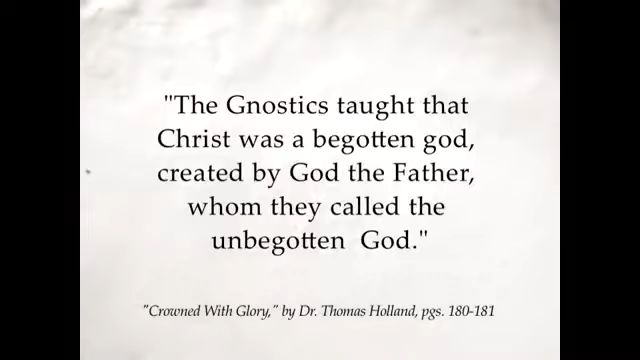 "The Gnostics taught that
Christ was a begotten god,
created by God the Father,
whom they called the
unbegotten God."
"Crowned With Glory," by Dr. Thomas Holland, pgs. 180-181